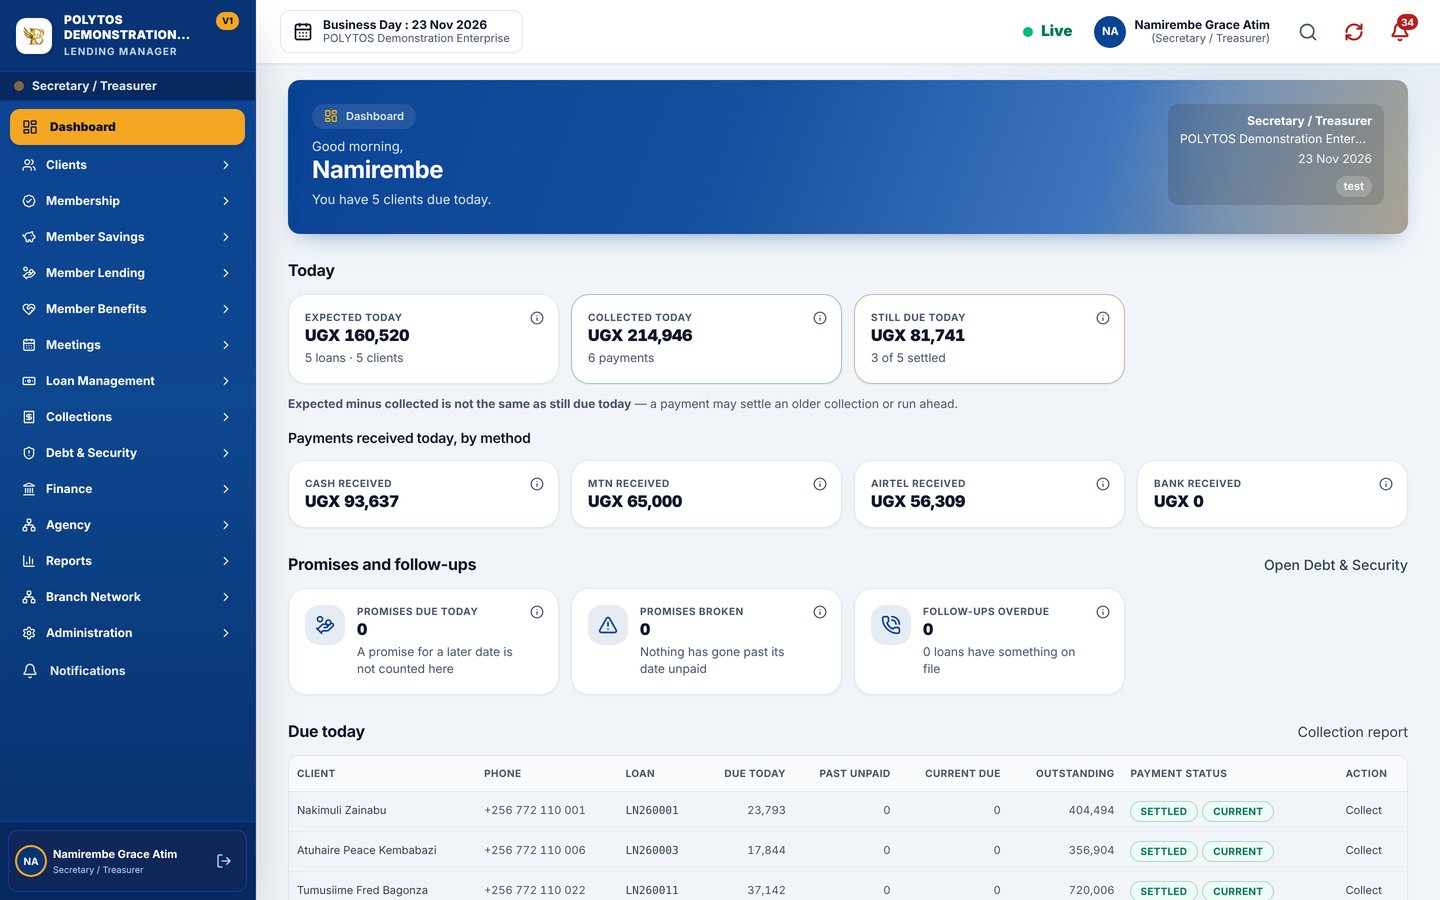 POLYTOS
DEMONSTRATION...
LENDING MANAGER
V1
Secretary / Treasurer
Dashboard
Clients
Membership
Member Savings
Member Lending
Member Benefits
Meetings
Loan Management
Collections
Debt & Security
Finance
Agency
Reports
Branch Network
Administration
Notifications
NA
Namirembe Grace Atim
Secretary / Treasurer
Business Day : 23 Nov 2026
POLYTOS Demonstration Enterprise
Live
NA
Namirembe Grace Atim
(Secretary / Treasurer)
34
Dashboard
Good morning,
Namirembe
You have 5 clients due today.
Secretary / Treasurer
POLYTOS Demonstration Enter...
23 Nov 2026
test
Today
EXPECTED TODAY
UGX 160,520
5 loans · 5 clients
COLLECTED TODAY
UGX 214,946
6 payments
STILL DUE TODAY
UGX 81,741
3 of 5 settled
Expected minus collected is not the same as still due today — a payment may settle an older collection or run ahead.
Payments received today, by method
CASH RECEIVED
UGX 93,637
MTN RECEIVED
UGX 65,000
AIRTEL RECEIVED
UGX 56,309
BANK RECEIVED
UGX 0
Promises and follow-ups
Open Debt & Security
PROMISES DUE TODAY
0
A promise for a later date is
not counted here
PROMISES BROKEN
0
Nothing has gone past its
date unpaid
FOLLOW-UPS OVERDUE
0
0 loans have something on
file
Due today
Collection report
CLIENT PHONE LOAN DUE TODAY PAST UNPAID CURRENT DUE OUTSTANDING PAYMENT STATUS ACTION
Nakimuli Zainabu +256 772 110 001 LN260001 23,793 0 0 404,494 SETTLED CURRENT Collect
Atuhaire Peace Kembabazi +256 772 110 006 LN260003 17,844 0 0 356,904 SETTLED CURRENT Collect
Tumusiime Fred Bagonza +256 772 110 022 LN260011 37,142 0 0 720,006 SETTLED CURRENT Collect